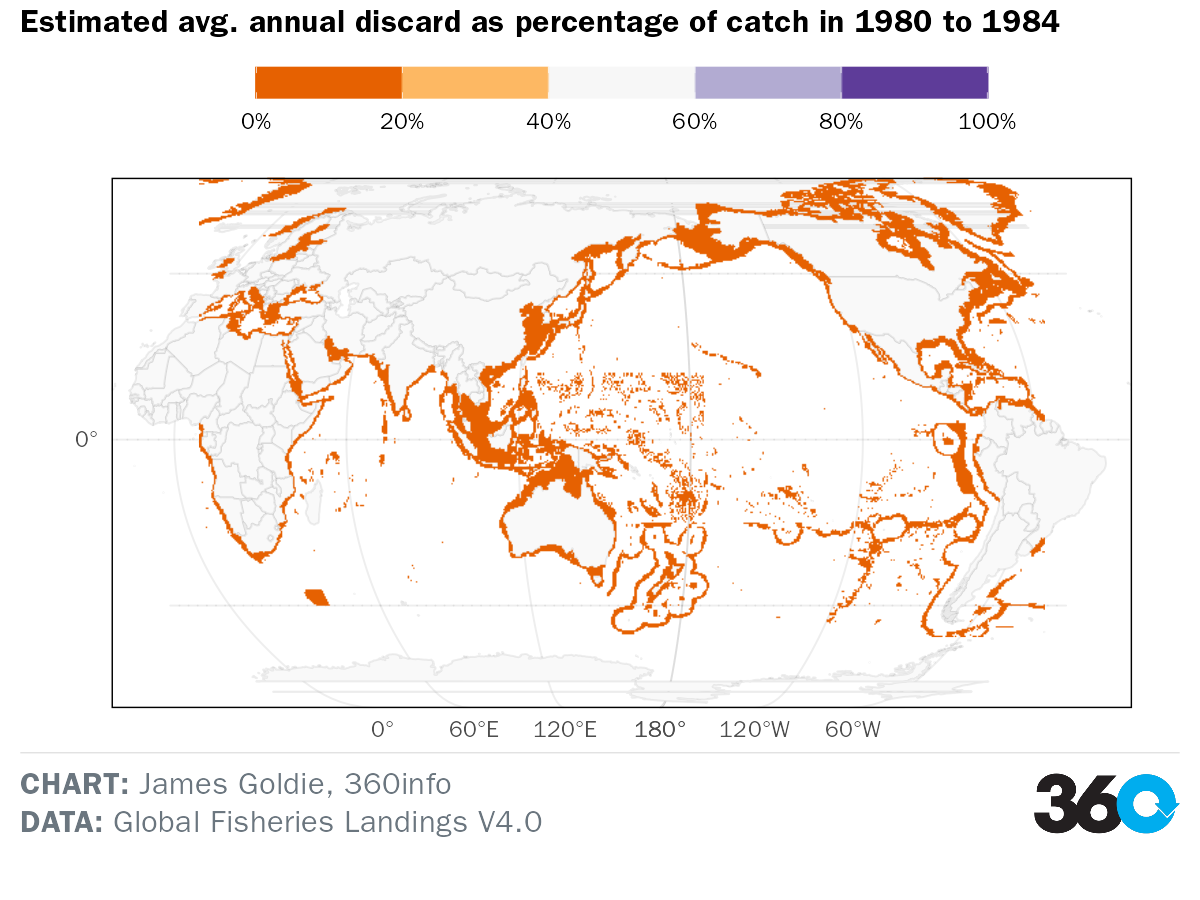 Estimated avg. annual discard as percentage of catch in 1980 to 1984
0% 20% 40% 60% 80% 100%
0°
0° 60°E 120°E 180° 120°W 60°W
CHART: James Goldie, 360info
DATA: Global Fisheries Landings V4.0
360